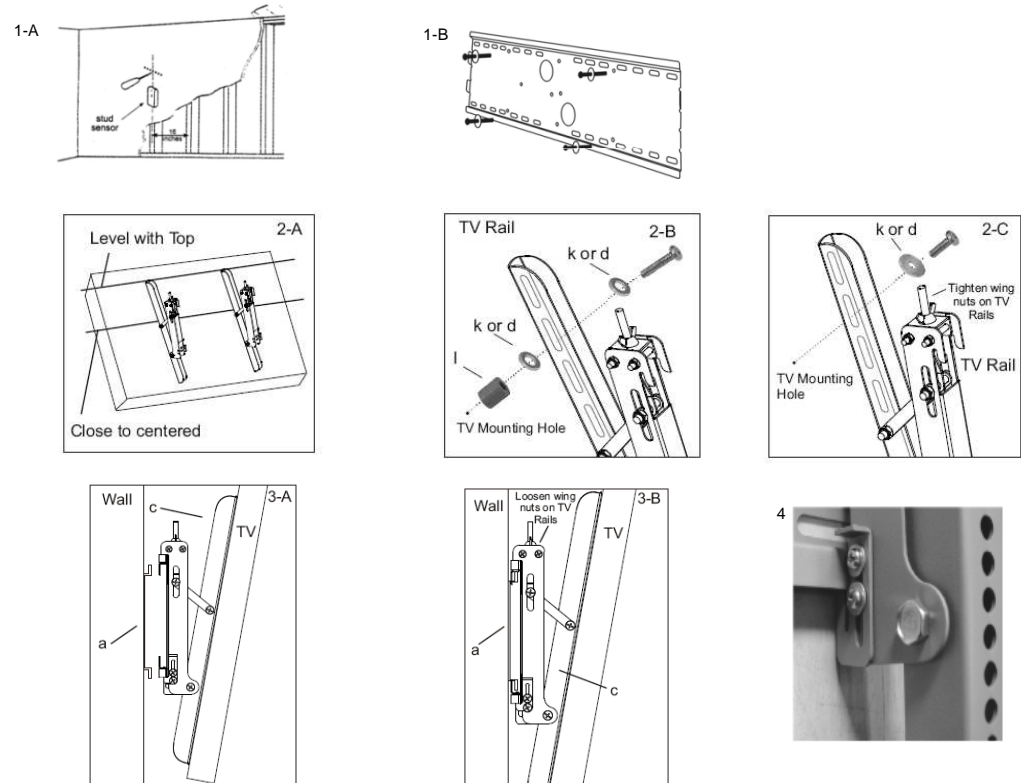 1-A
stud
sensor
16
inches
1-B
2-A
Level with Top
Close to centered
TV Rail
2-B
k or d
k or d
l
TV Mounting Hole
2-C
k or d
Tighten wing
nuts on TV
Rails
TV Rail
TV Mounting
Hole
3-A
Wall
c
TV
a
3-B
Wall
Loosen wing
nuts on TV
Rails
TV
a
c
4